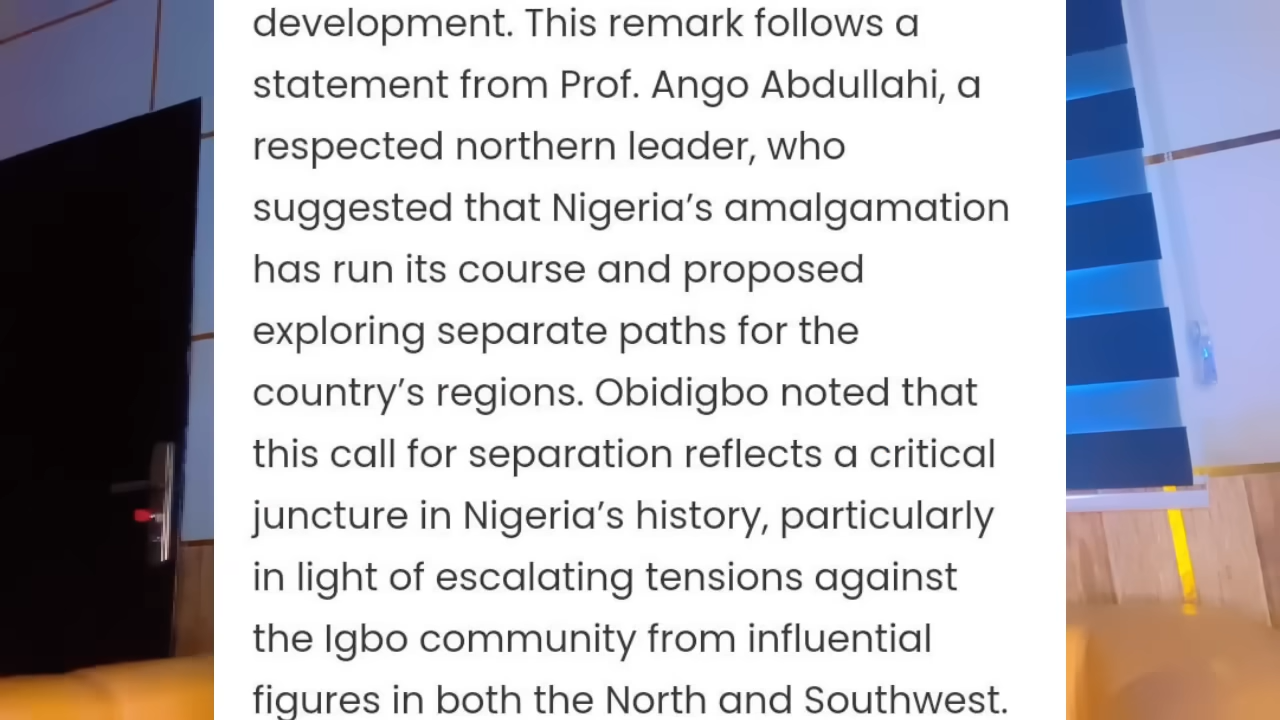 development. This remark follows a
statement from Prof. Ango Abdullahi, a
respected northern leader, who
suggested that Nigeria’s amalgamation
has run its course and proposed
exploring separate paths for the
country’s regions. Obidigbo noted that
this call for separation reflects a critical
juncture in Nigeria’s history, particularly
in light of escalating tensions against
the Igbo community from influential
figures in both the North and Southwest.